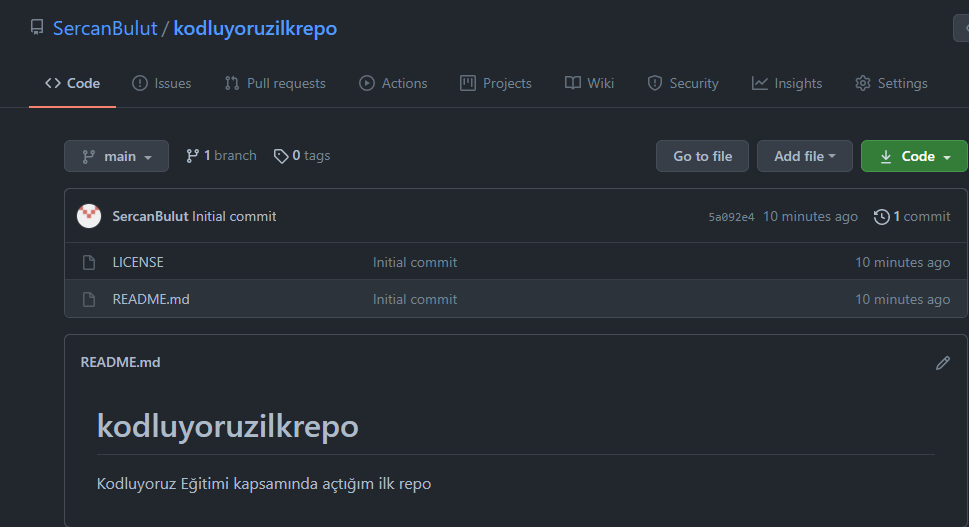 SercanBulut / kodluyoruzilkrepo
Code Issues Pull requests Actions Projects Wiki Security Insights Settings
main 1 branch 0 tags Go to file Add file Code
SercanBulut Initial commit 5a092e4 10 minutes ago 1 commit
LICENSE Initial commit 10 minutes ago
README.md Initial commit 10 minutes ago
README.md
kodluyoruzilkrepo
Kodluyoruz Eğitimi kapsamında açtığım ilk repo